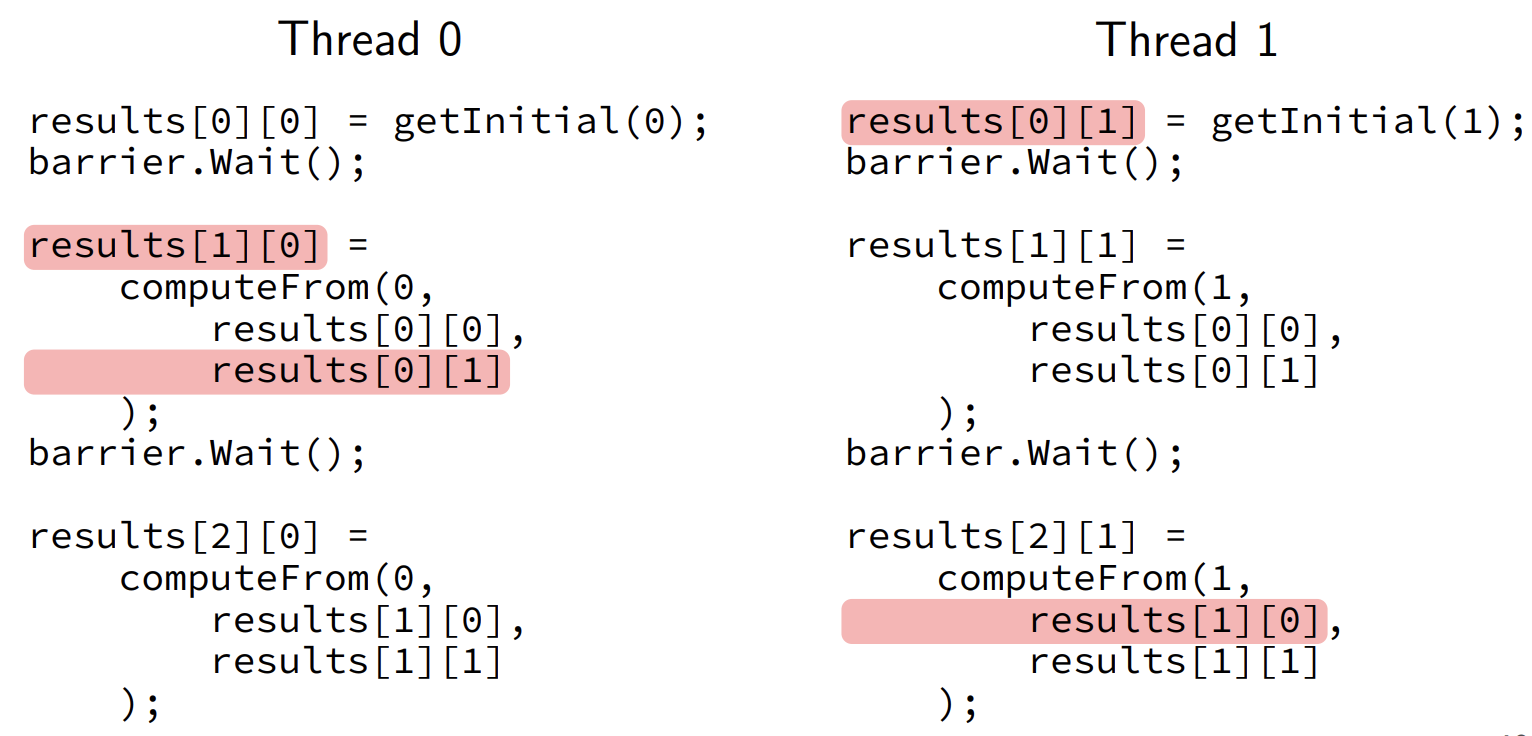 Thread 0
results[0][0] = getInitial(0);
barrier.Wait();
results[1][0] =
computeFrom(0,
results[0][0],
results[0][1]
);
barrier.Wait();
results[2][0] =
computeFrom(0,
results[1][0],
results[1][1]
);
Thread 1
results[0][1] = getInitial(1);
barrier.Wait();
results[1][1] =
computeFrom(1,
results[0][0],
results[0][1]
);
barrier.Wait();
results[2][1] =
computeFrom(1,
results[1][0],
results[1][1]
);